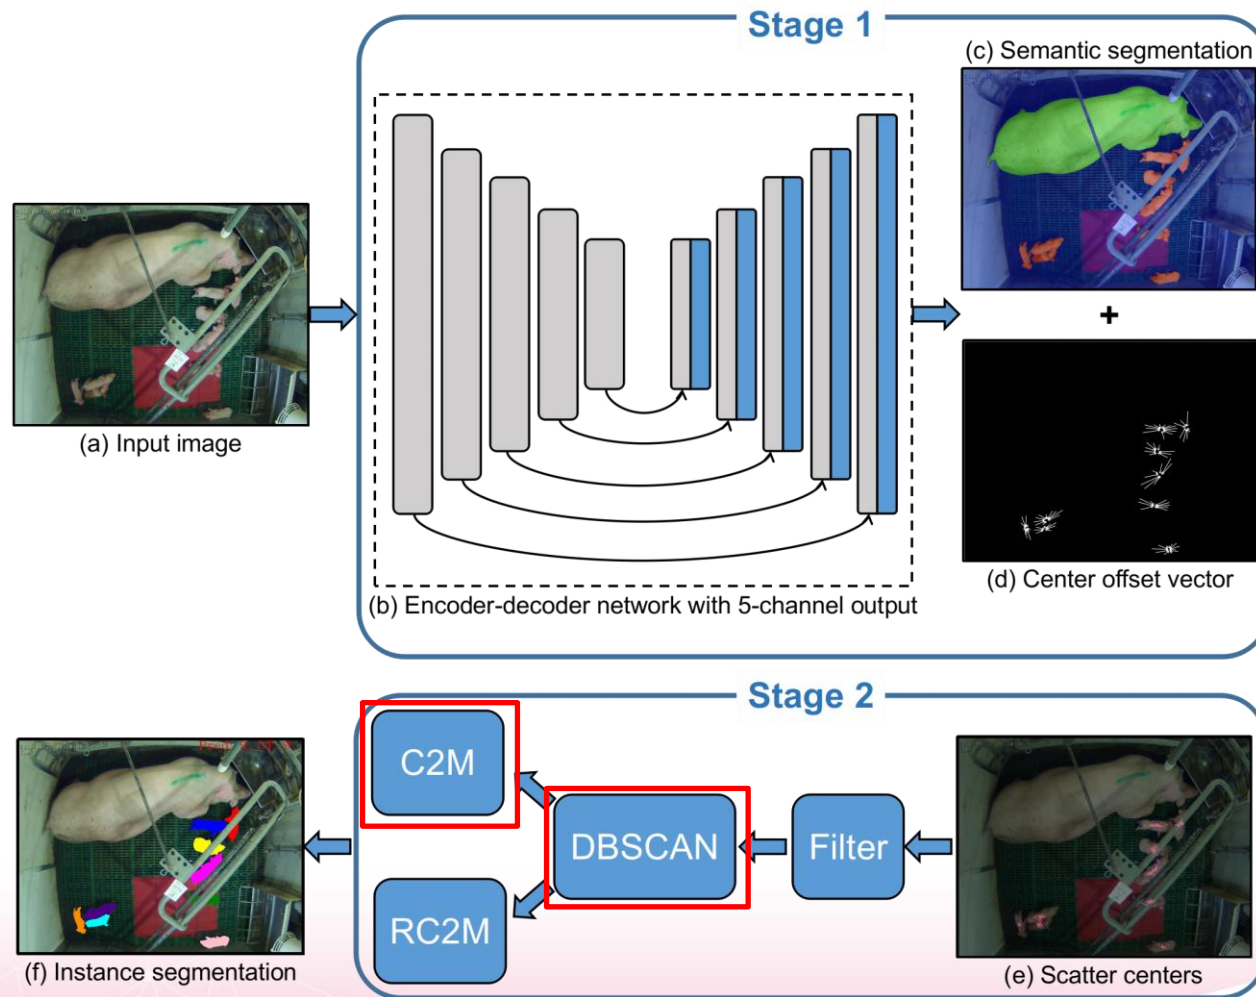 Stage 1
(c) Semantic segmentation
(a) Input image
+
(b) Encoder-decoder network with 5-channel output
(d) Center offset vector
Stage 2
C2M
DBSCAN
Filter
RC2M
(f) Instance segmentation
(e) Scatter centers